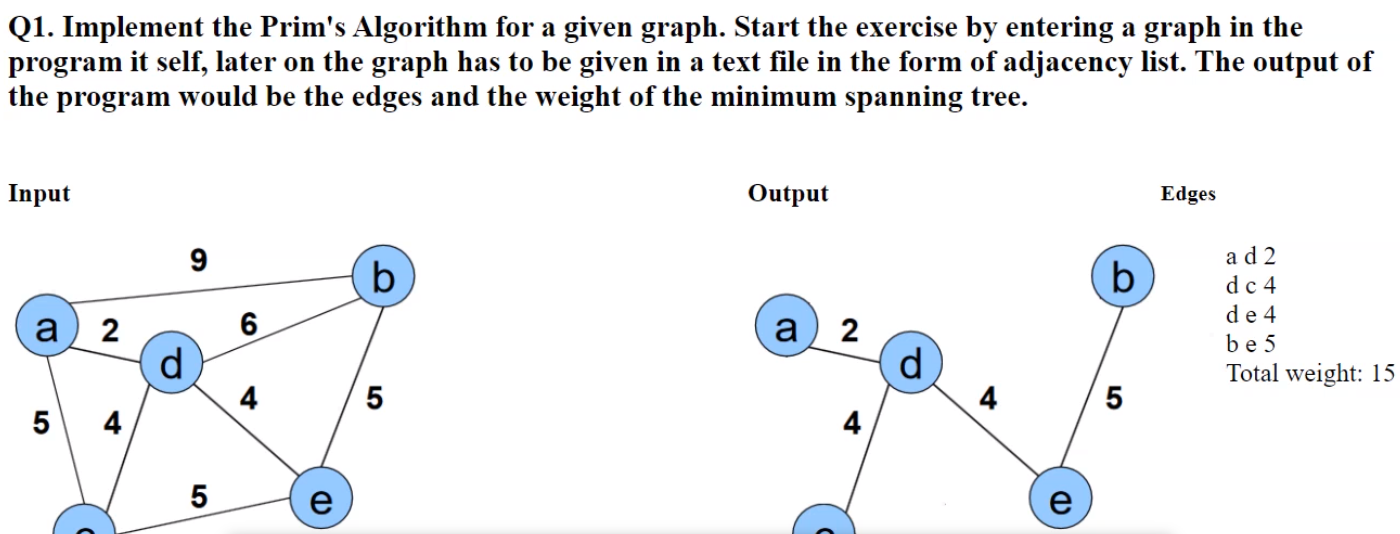 Q1. Implement the Prim's Algorithm for a given graph. Start the exercise by entering a graph in the
program it self, later on the graph has to be given in a text file in the form of adjacency list. The output of
the program would be the edges and the weight of the minimum spanning tree.
Input
Output
Edges
9
b
a
2
6
d
4
5
5
4
5
e
b
a
2
d
4
5
4
e
a d 2
d c 4
d e 4
b e 5
Total weight: 15